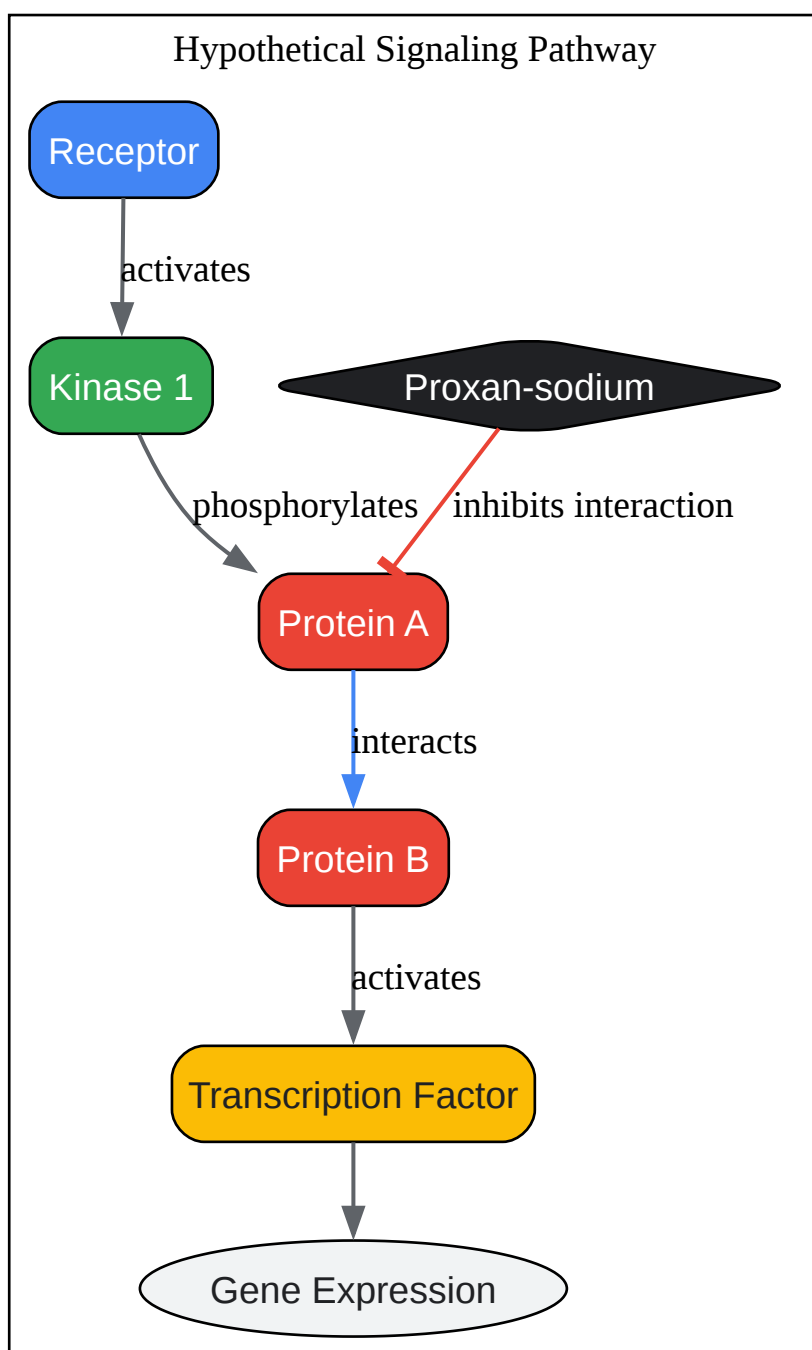 Hypothetical Signaling Pathway
Receptor
activates
Kinase 1
Proxan-sodium
phosphorylates
inhibits interaction
Protein A
interacts
Protein B
activates
Transcription Factor
Gene Expression